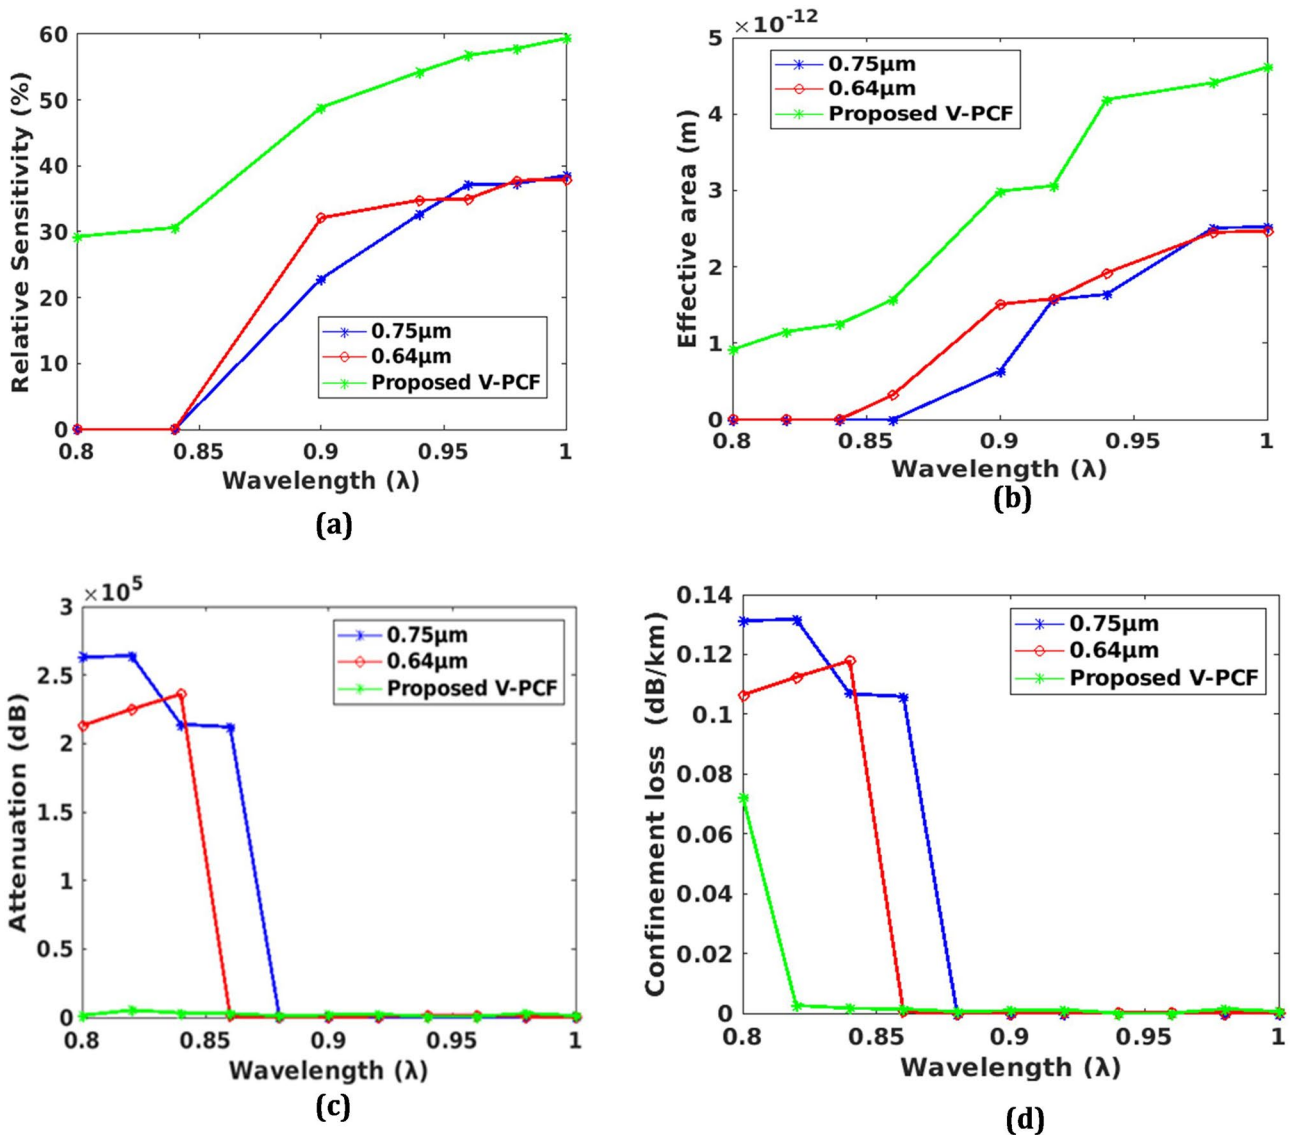 60
50
40
30
20
10
0
0.8 0.85 0.9 0.95 1
Relative Sensitivity (%)
Wavelength (λ)
0.75μm
0.64μm
Proposed V-PCF
(a)
×10-12
5
4
3
2
1
0
0.8 0.85 0.9 0.95 1
Effective area (m)
Wavelength (λ)
0.75μm
0.64μm
Proposed V-PCF
(b)
×105
3
2.5
2
1.5
1
0.5
0
0.8 0.85 0.9 0.95 1
Attenuation (dB)
Wavelength (λ)
0.75μm
0.64μm
Proposed V-PCF
(c)
0.14
0.12
0.1
0.08
0.06
0.04
0.02
0
0.8 0.85 0.9 0.95 1
Confinement loss (dB/km)
Wavelength (λ)
0.75μm
0.64μm
Proposed V-PCF
(d)